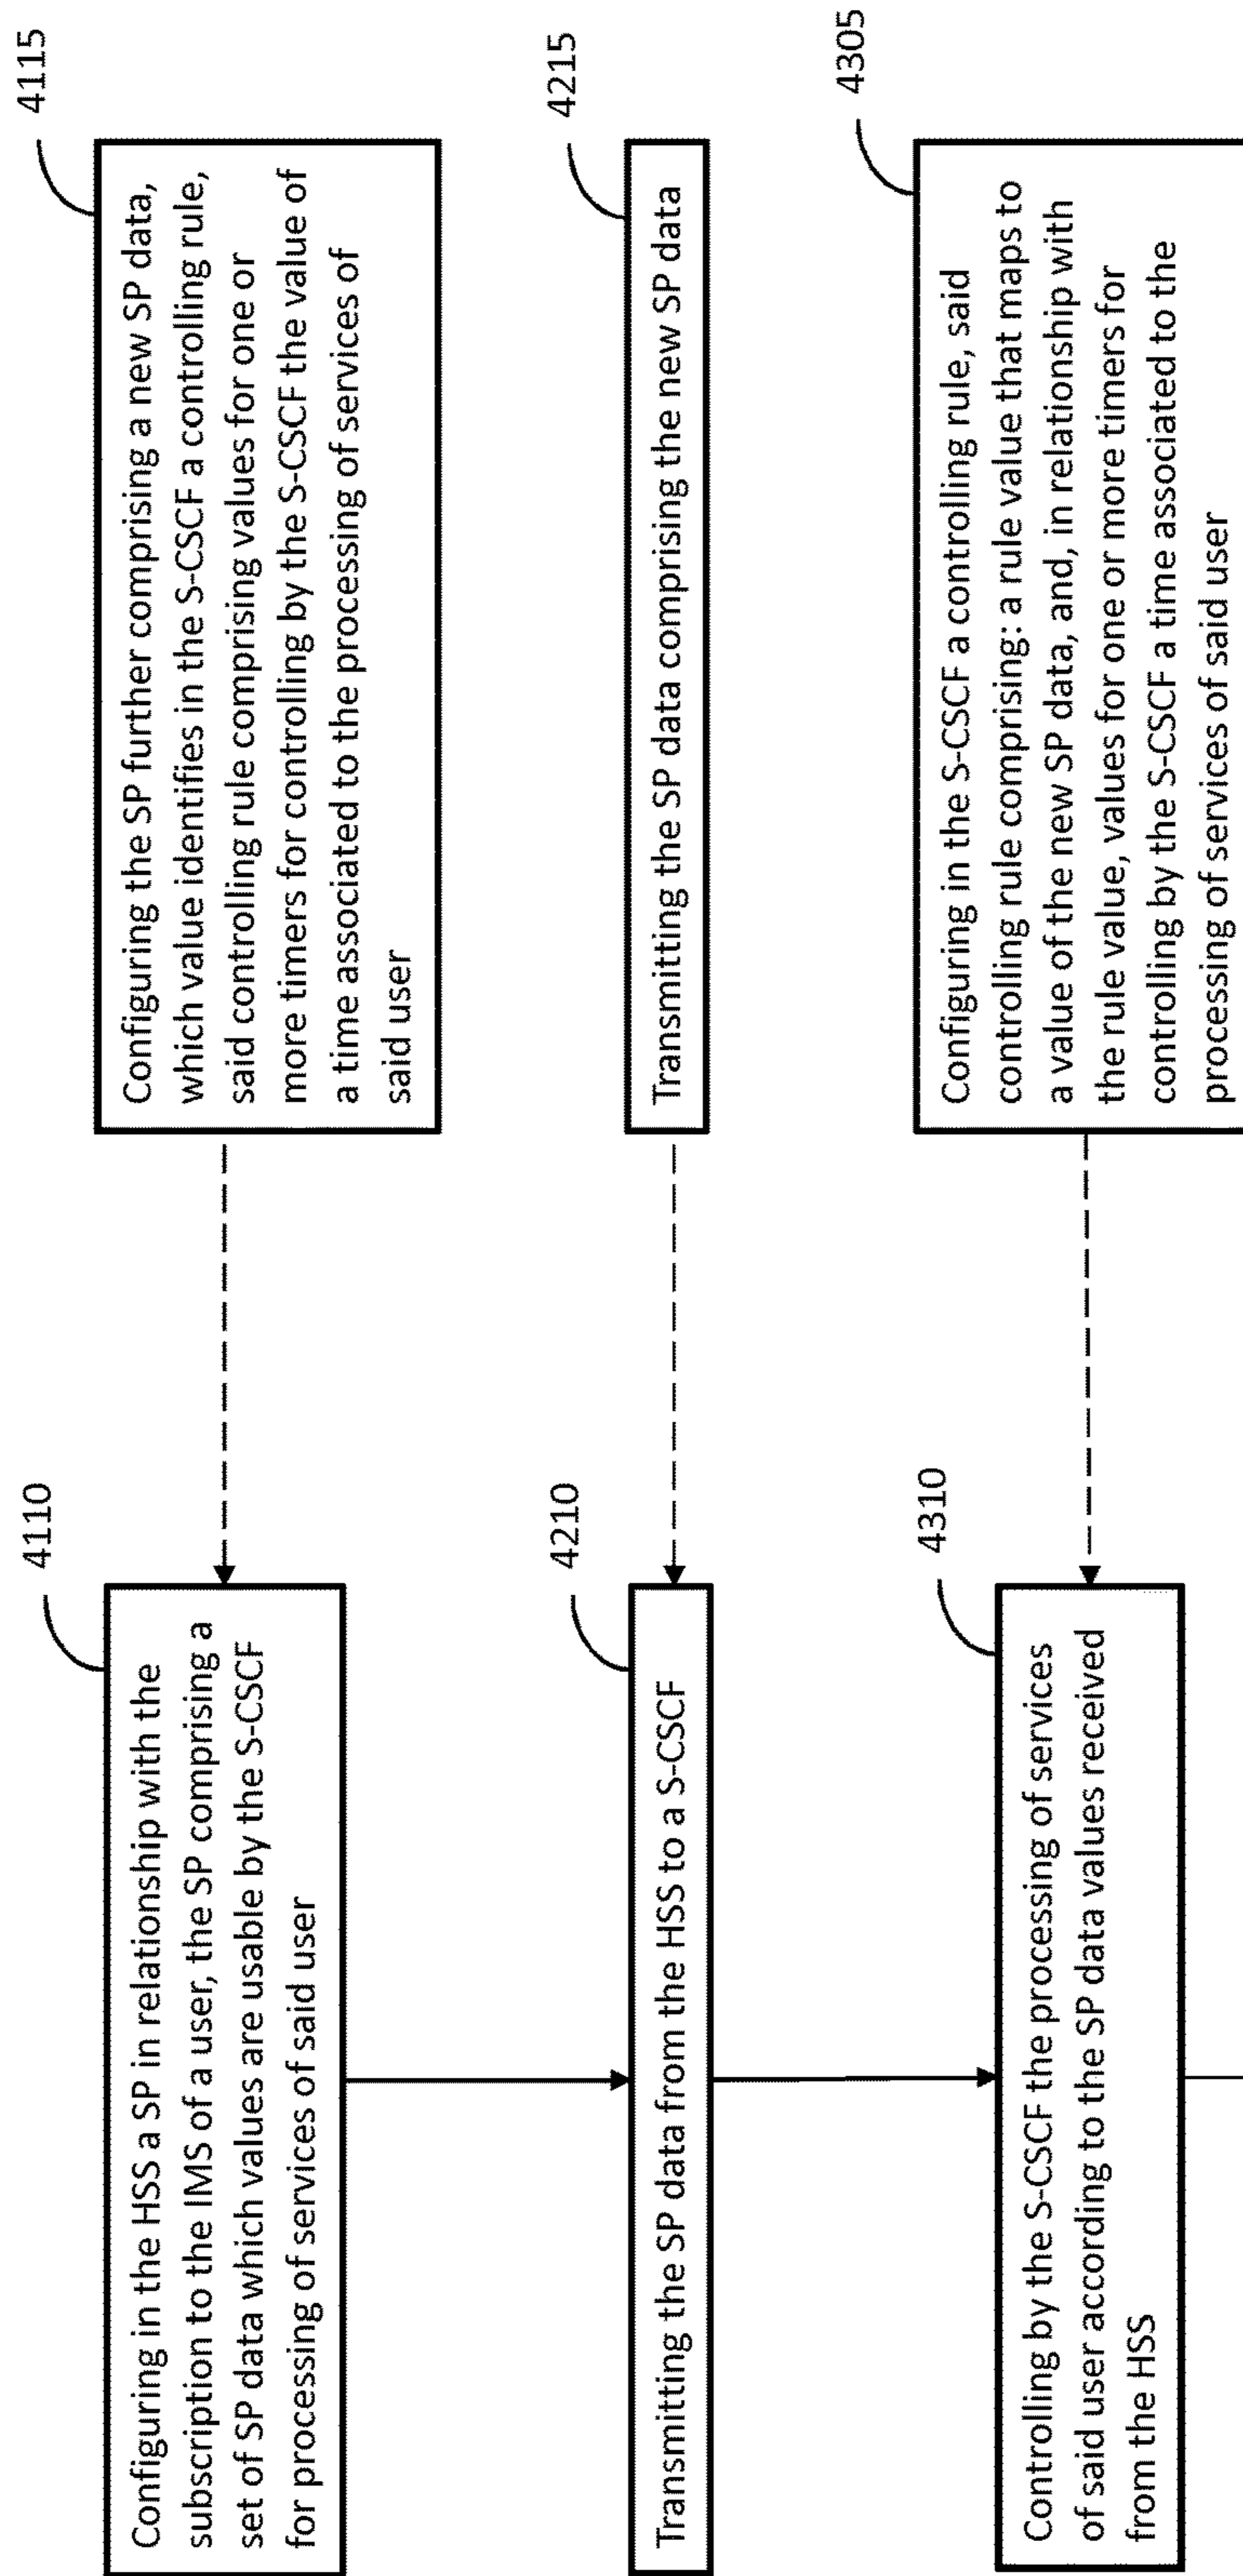 4110
Configuring in the HSS a SP in relationship with the
subscription to the IMS of a user, the SP comprising a
set of SP data which values are usable by the S-CSCF
for processing of services of said user
4115
Configuring the SP further comprising a new SP data,
which value identifies in the S-CSCF a controlling rule,
said controlling rule comprising values for one or
more timers for controlling by the S-CSCF the value of
a time associated to the processing of services of
said user
4210
Transmitting the SP data from the HSS to a S-CSCF
4215
Transmitting the SP data comprising the new SP data
4310
Controlling by the S-CSCF the processing of services
of said user according to the SP data values received
from the HSS
4305
Configuring in the S-CSCF a controlling rule, said
controlling rule comprising: a rule value that maps to
a value of the new SP data, and, in relationship with
the rule value, values for one or more timers for
controlling by the S-CSCF a time associated to the
processing of services of said user